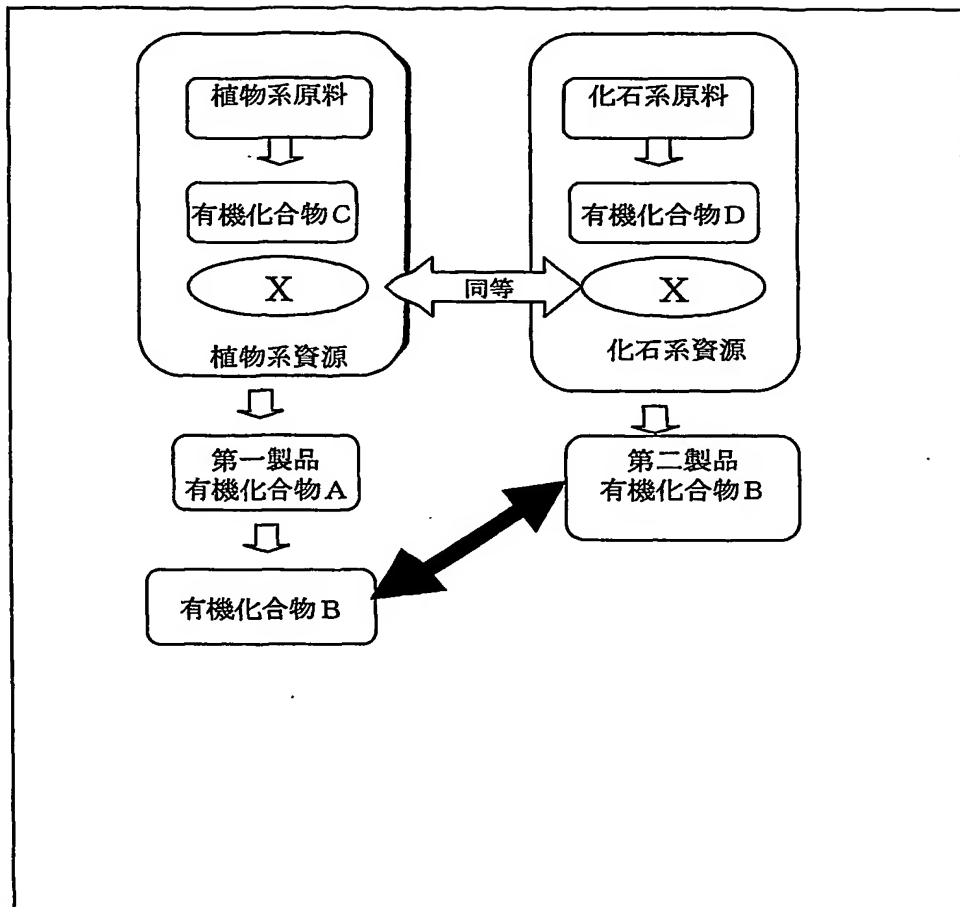 植物系原料
有機化合物C
X
植物系資源
第一製品
有機化合物A
有機化合物B
同等
化石系原料
有機化合物D
X
化石系資源
第二製品
有機化合物B